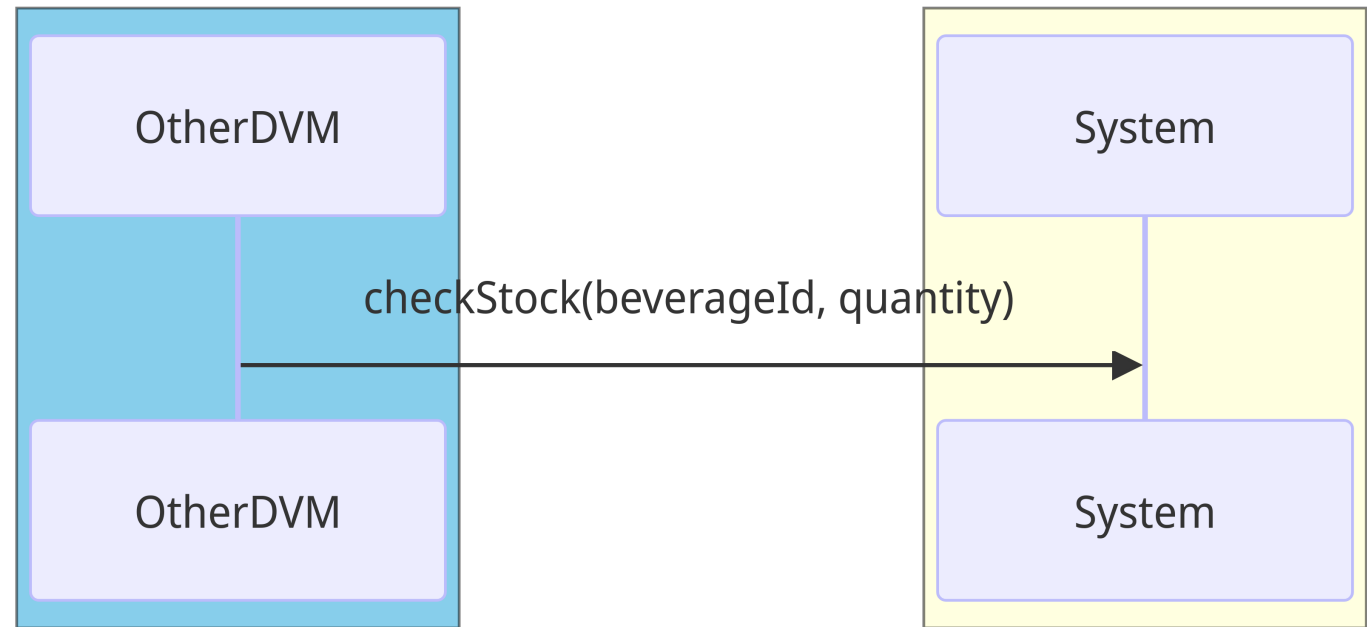 OtherDVM
System
checkStock(beverageId, quantity)
OtherDVM
System